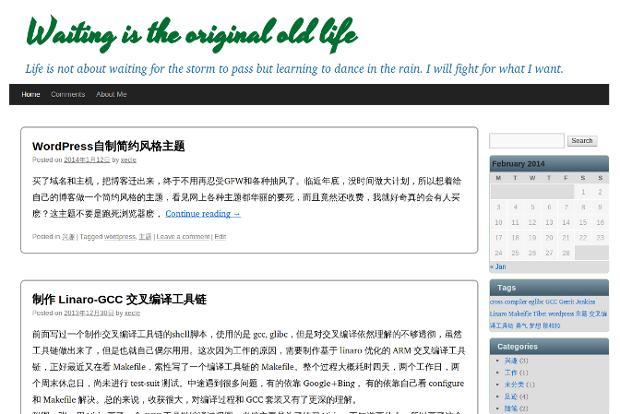 Waiting is the original old life
Life is not about waiting for the storm to pass but learning to dance in the rain. I will fight for what I want.
Home Comments About Me
WordPress自制简约风格主题
Posted on 2014年1月12日 by xecle
买了域名和主机，把博客迁出来，终于不用再忍受GFW和各种抽风了。临近年底，没时间做大计划，所以想着给
自己的博客做一个简约风格的主题，看见网上各种主题都华丽的要死，而且竟然还收费，我就好奇真的会有人买
麽？这主题不要是跑死浏览器麽 。Continue reading →
Posted in 兴趣 | Tagged wordpress, 主题 | Leave a comment | Edit
制作 Linaro-GCC 交叉编译工具链
Posted on 2013年12月30日 by xecle
前面写过一个制作交叉编译工具链的shell脚本，使用的是 gcc, glibc，但是对交叉编译依然理解的不够透彻，虽然
工具链做出来了，但是也就自己偶尔用用。这次因为工作的原因，需要制作基于 linaro 优化的 ARM 交叉编译工具
链，正好最近又在看 Makefile，索性写了一个编译工具链的 Makefile。整个过程大概耗时四天，两个工作日，两
个周末休息日，尚未进行 test-suit 测试。中途遇到很多问题，有的依靠 Google+Bing ，有的依靠自己看 configure
和 Makefile 解决。总的来说，收获很大，对编译过程和 GCC 套装又有了更深的理解。
Search
February 2014
M T W T F S S
1 2
3 4 5 6 7 8 9
10 11 12 13 14 15 16
17 18 19 20 21 22 23
24 25 26 27 28
« Jan
Tags
cross compiler eglibc GCC Gerrit Jenkins
Linaro Makefile Tiber wordpress 主题 交叉编
译工具链 勇气 梦想
Categories
兴趣 (3)
工作 (1)
未分类 (1)
足迹 (2)
随笔 (2)